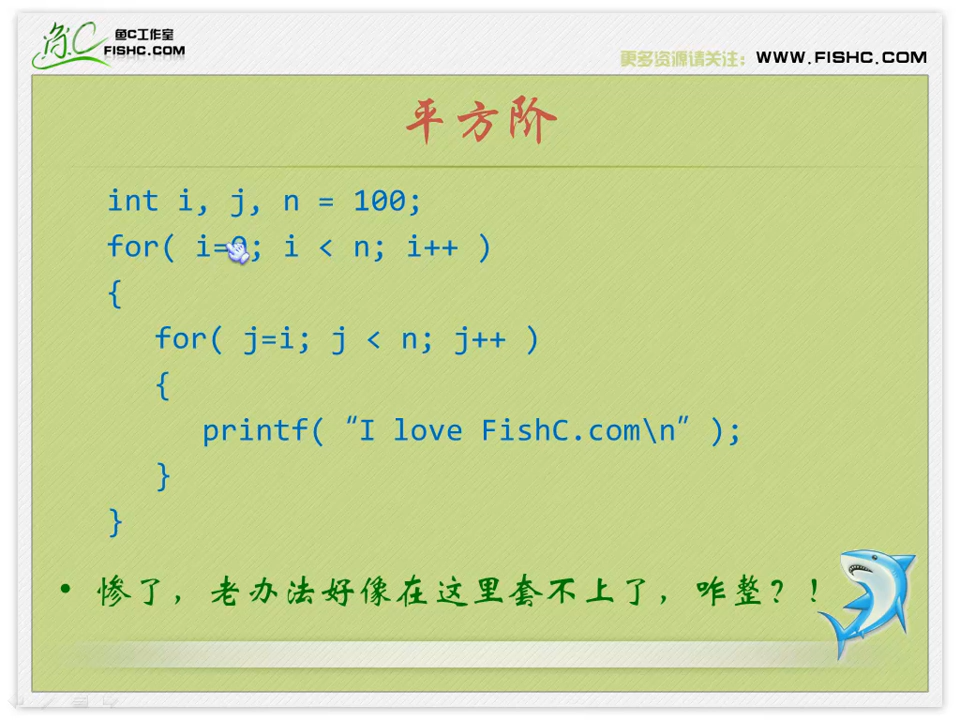 鱼C工作室
FISHC.COM
更多资源请关注： WWW.FISHC.COM
平方阶
int i, j, n = 100;
for( i=0; i < n; i++ )
{
for( j=i; j < n; j++ )
{
printf( “I love FishC.com\n” );
}
}
• 惨了，老办法好像在这里套不上了，咋整？！